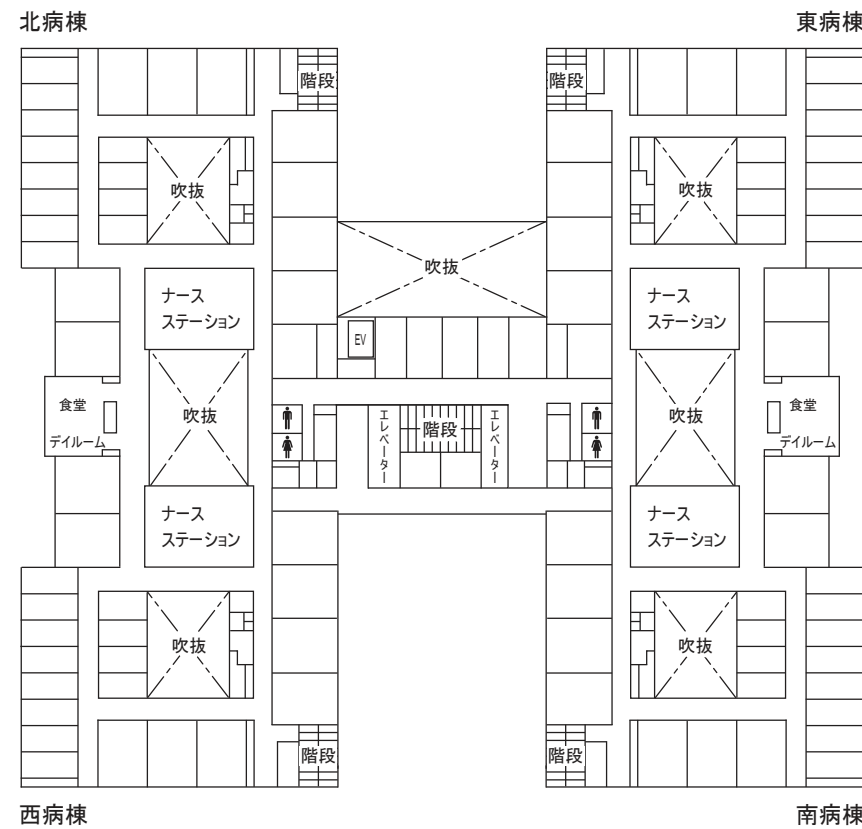 北病棟
東病棟
階段
階段
吹抜
吹抜
吹抜
ナース
ステーション
ナース
ステーション
EV
食堂
デイルーム
吹抜
エレベーター
階段
エレベーター
吹抜
食堂
デイルーム
ナース
ステーション
ナース
ステーション
吹抜
吹抜
階段
階段
西病棟
南病棟